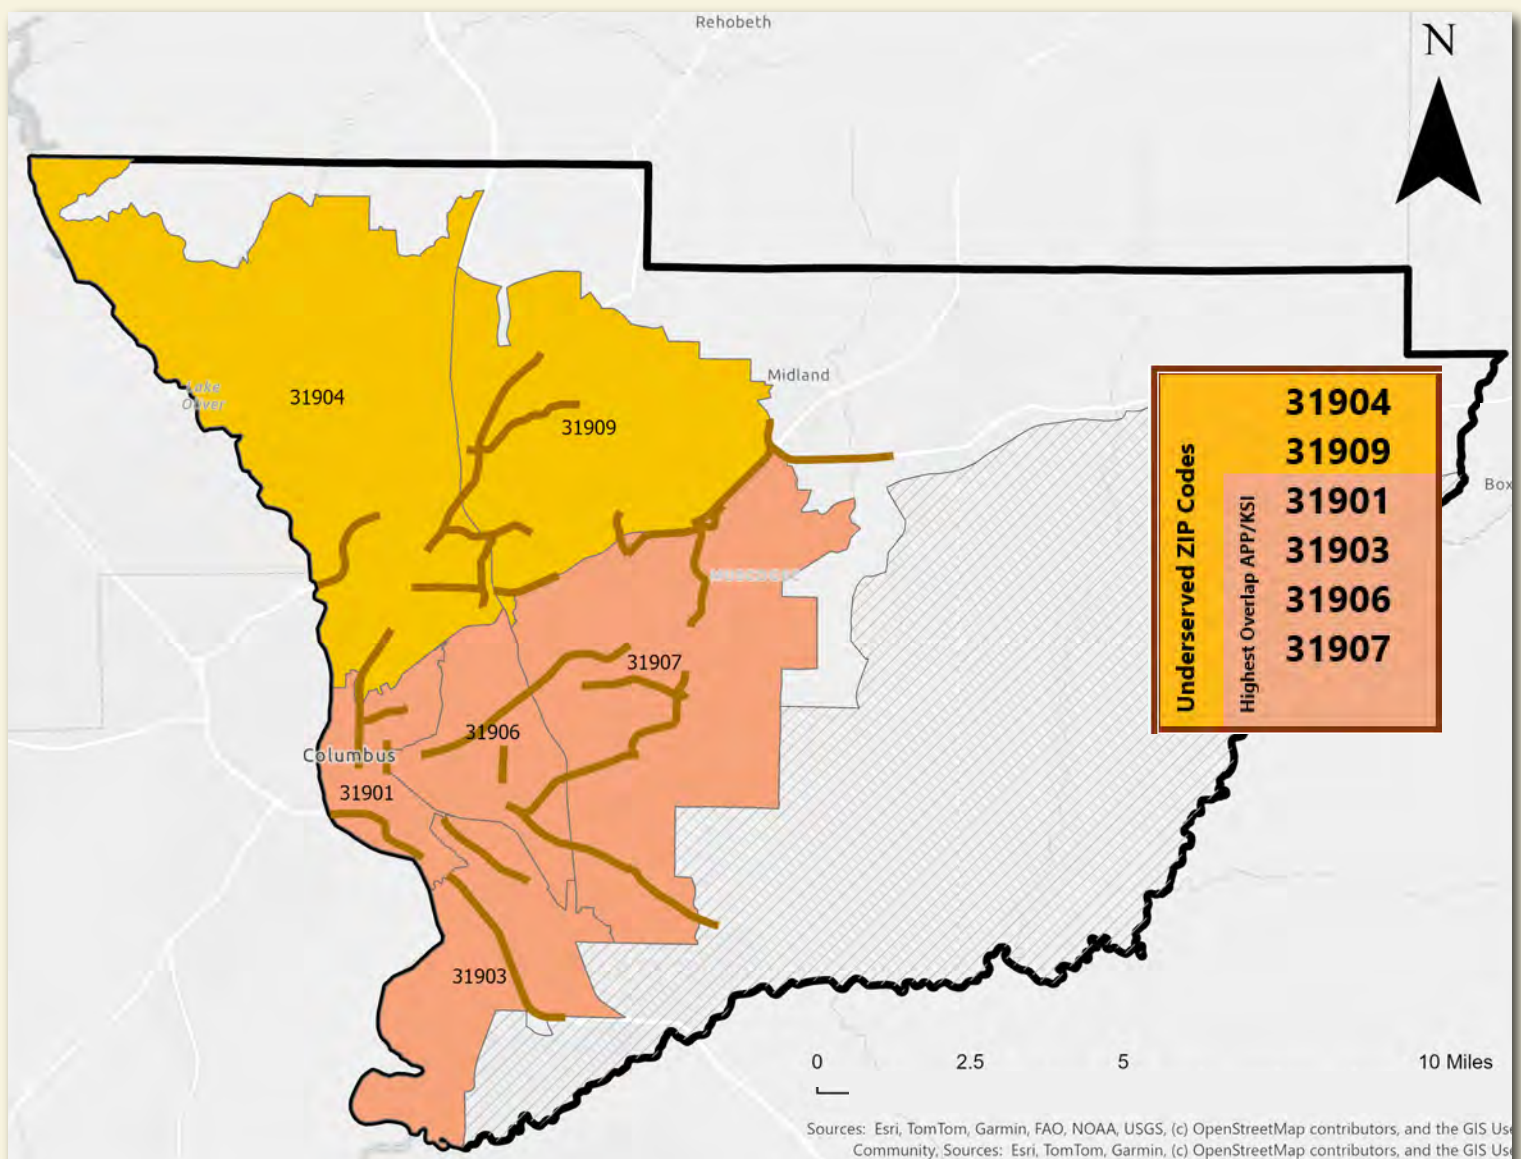 Rehobeth
N
Midland
Lake
Oliver
31904
31909
Underserved ZIP Codes
Highest Overlap APP/KSI
31904
31909
31901
31903
31906
31907
Box
31907
31906
Columbus
31901
31903
0 2.5 5 10 Miles
Sources: Esri, TomTom, Garmin, FAO, NOAA, USGS, (c) OpenStreetMap contributors, and the GIS Use
Community, Sources: Esri, TomTom, Garmin, (c) OpenStreetMap contributors, and the GIS Use